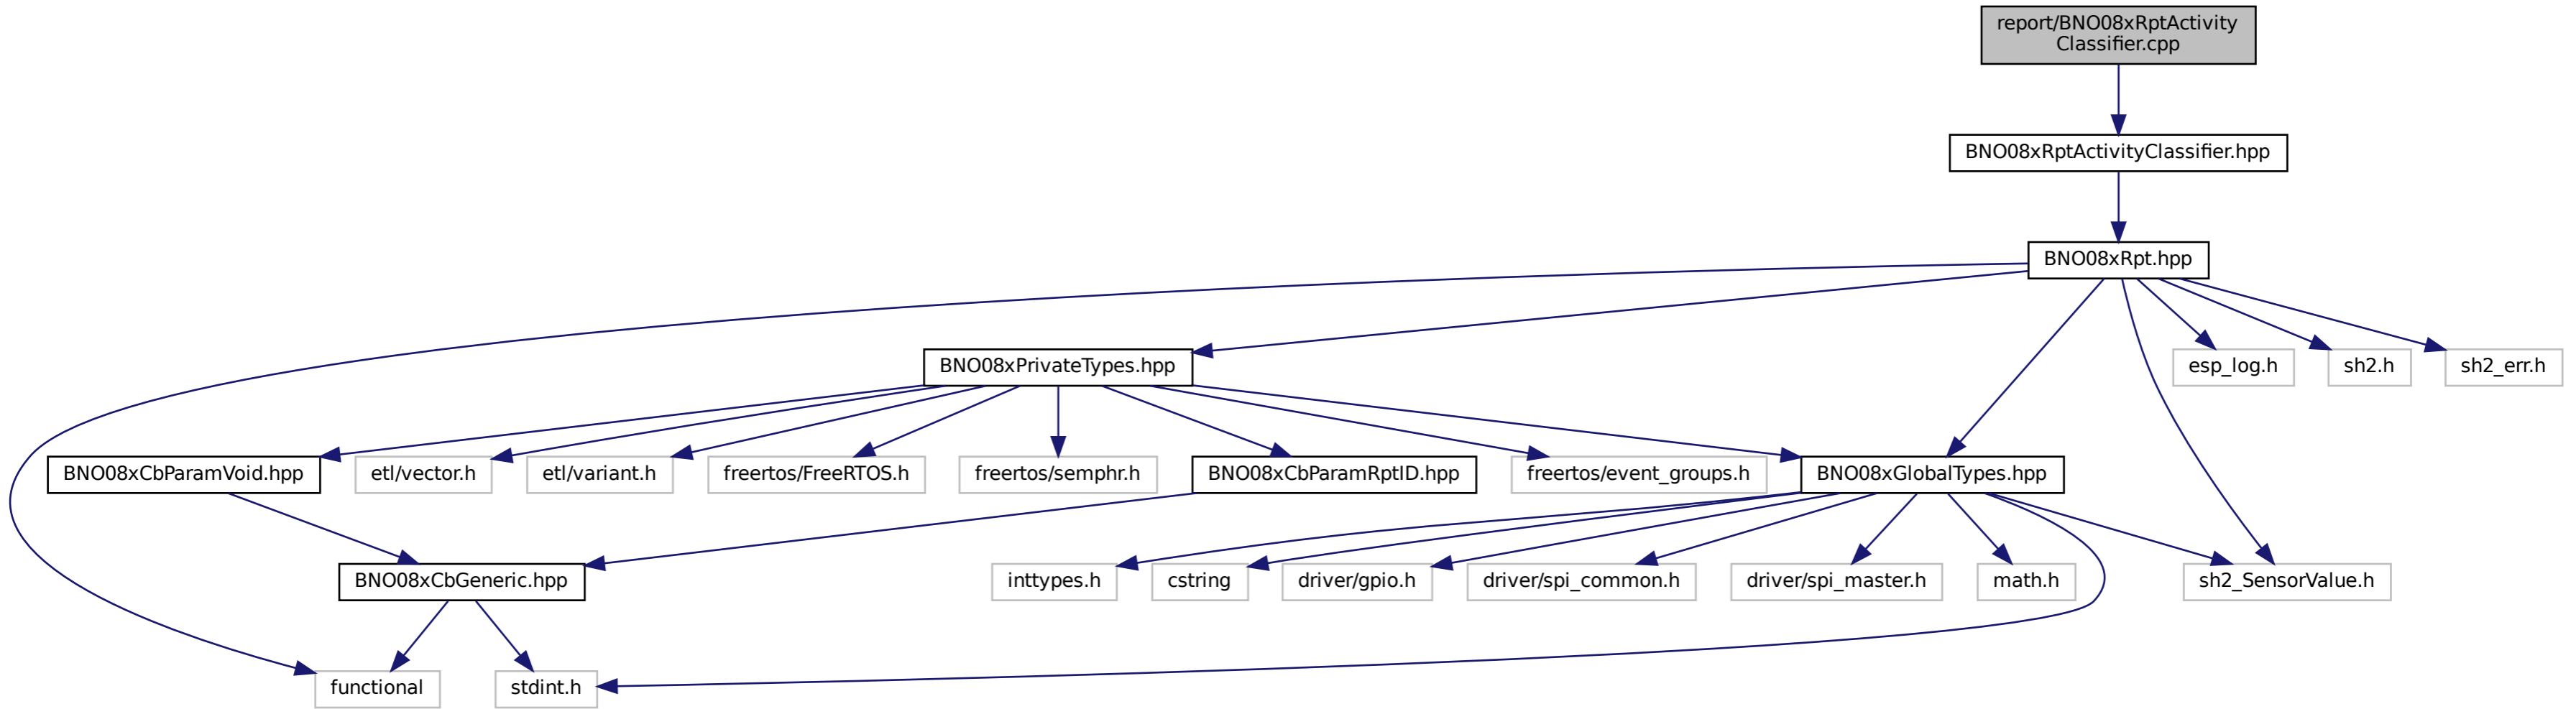 report/BNO08xRptActivity
Classifier.cpp
BNO08xRptActivityClassifier.hpp
BNO08xRpt.hpp
BNO08xPrivateTypes.hpp
esp_log.h
sh2.h
sh2_err.h
BNO08xCbParamVoid.hpp
etl/vector.h
etl/variant.h
freertos/FreeRTOS.h
freertos/semphr.h
BNO08xCbParamRptID.hpp
freertos/event_groups.h
BNO08xGlobalTypes.hpp
BNO08xCbGeneric.hpp
inttypes.h
cstring
driver/gpio.h
driver/spi_common.h
driver/spi_master.h
math.h
sh2_SensorValue.h
functional
stdint.h